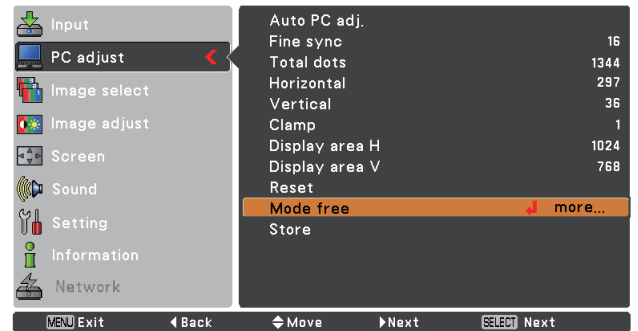 Input
PC adjust
Image select
Image adjust
Screen
Sound
Setting
Information
Network
Auto PC adj.
Fine sync 16
Total dots 1344
Horizontal 297
Vertical 36
Clamp 1
Display area H 1024
Display area V 768
Reset
Mode free more...
Store
MENU Exit Back Move Next SELECT Next